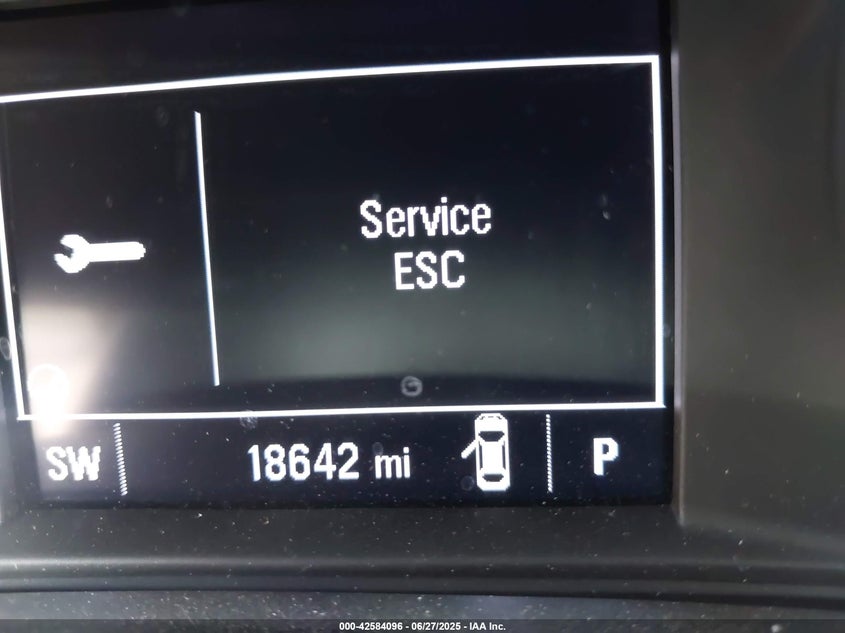 Service
ESC
SW 18642 mi P
000-42584096 - 06/27/2025 - IAA Inc.